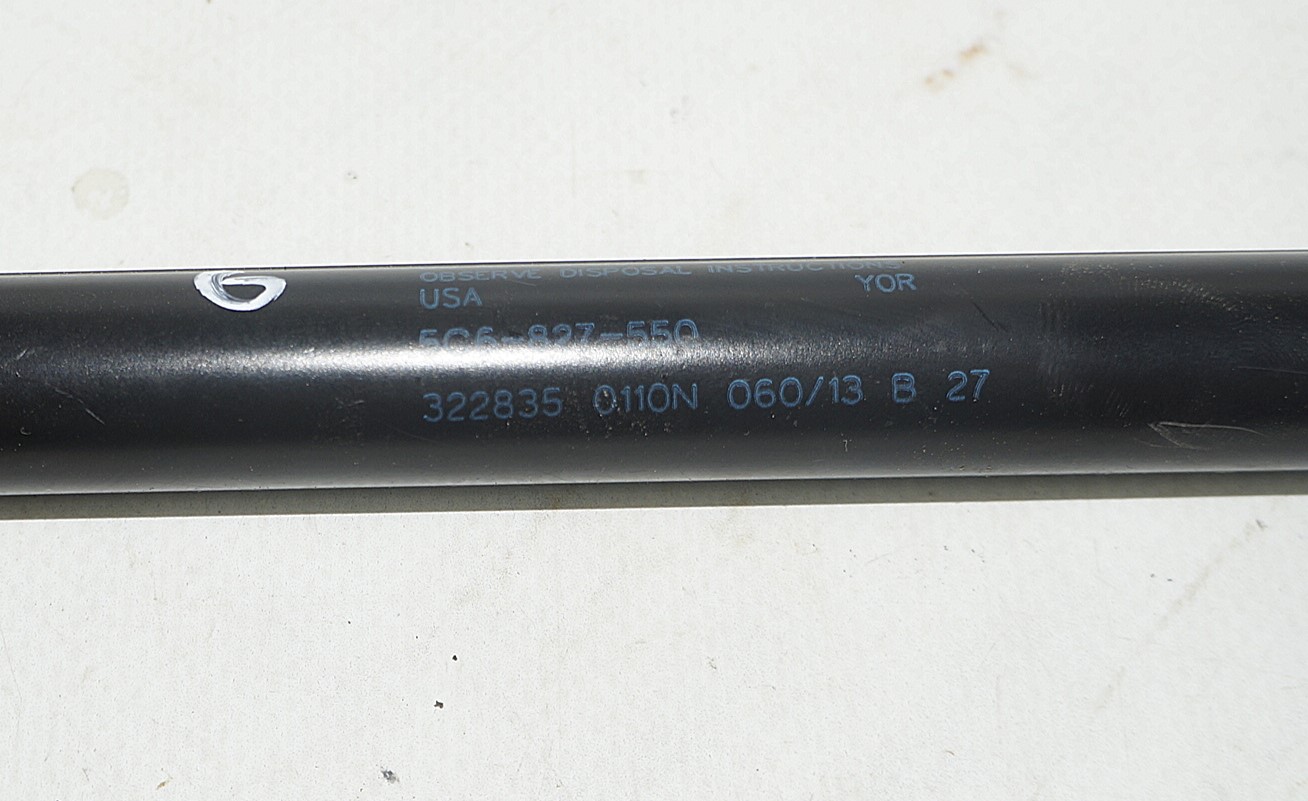 OBSERVE DISPOSAL INSTRUCTIONS
USA YOR
5C6-827-550
322835 0110N 060/13 B 27